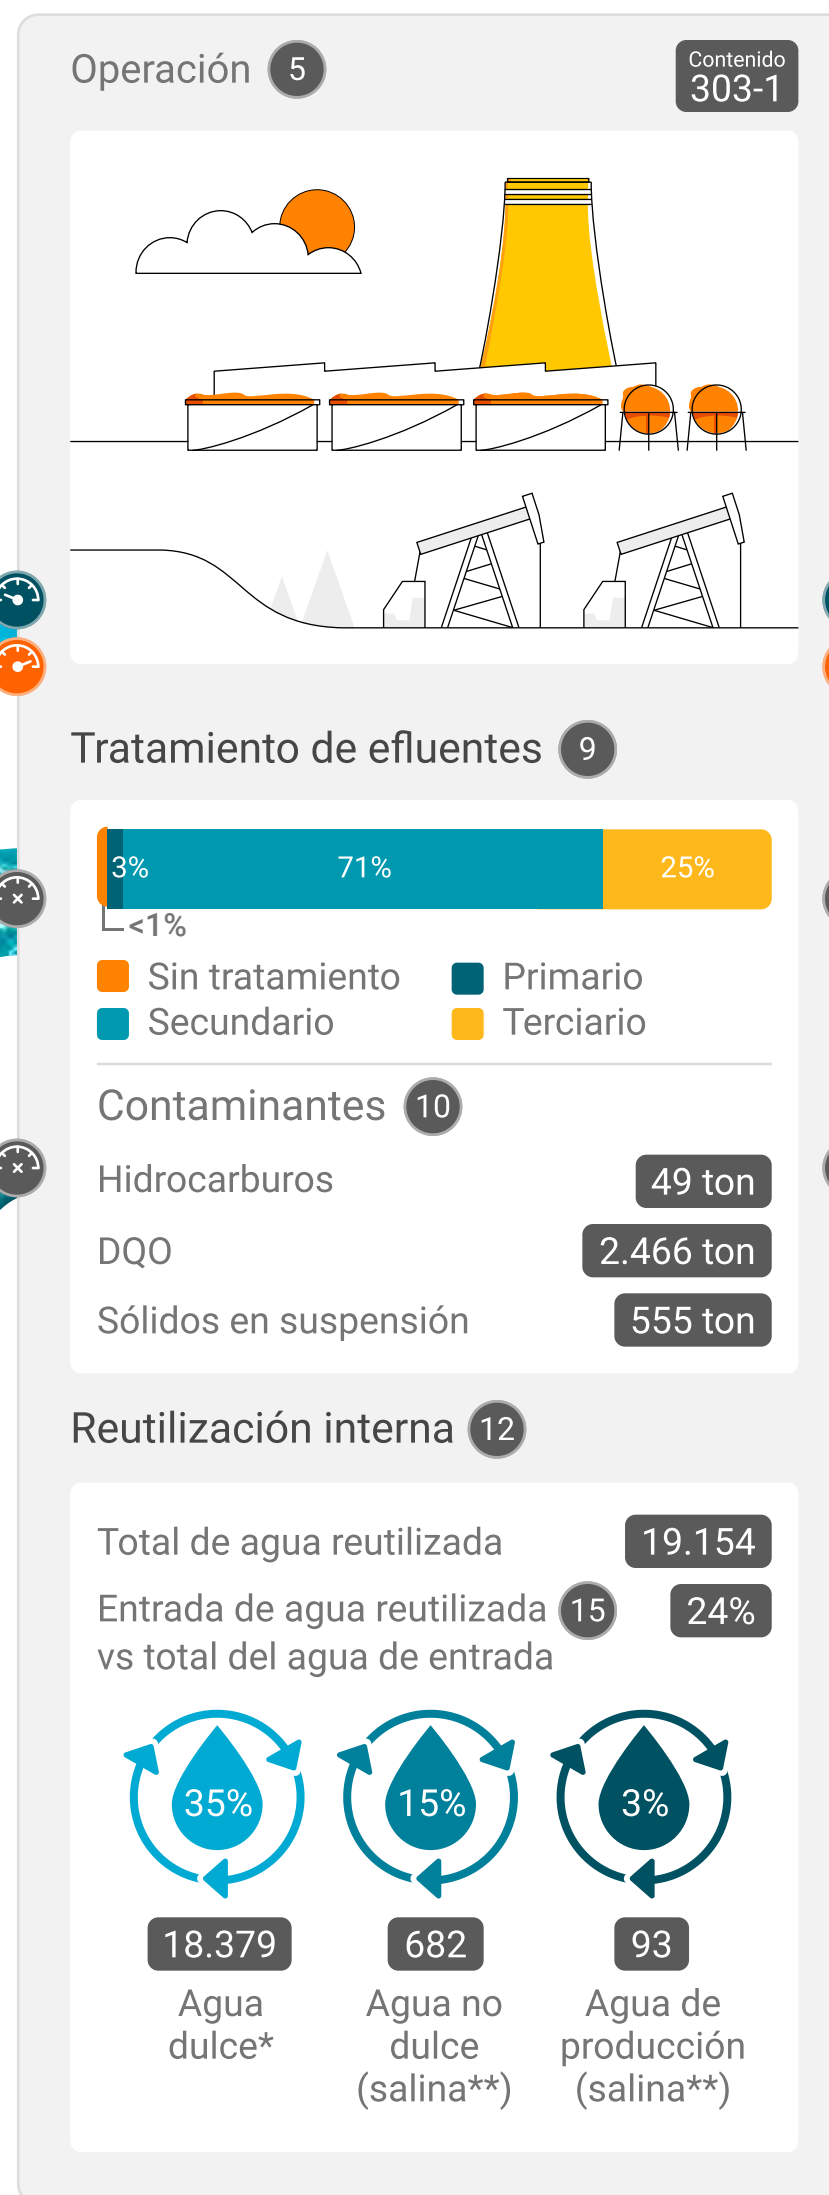 Operación 5
Contenido
303-1
Tratamiento de efluentes 9
3% 71% 25%
<1%
Sin tratamiento Primario
Secundario Terciario
Contaminantes 10
Hidrocarburos 49 ton
DQO 2.466 ton
Sólidos en suspensión 555 ton
Reutilización interna 12
Total de agua reutilizada 19.154
Entrada de agua reutilizada 15 24%
vs total del agua de entrada
35% 15% 3%
18.379 682 93
Agua Agua no Agua de
dulce* dulce producción
(salina**) (salina**)